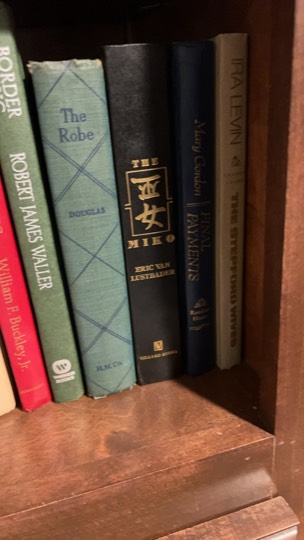 William F. Buckley, Jr.
BORDER
ROBERT JAMES WALLER
W
The
Robe
DOUGLAS
H.M.Co.
THE
巫
女
MIKO
ERIC VAN
LUSTBADER
VILLARD BOOKS
Mary Gordon
FINAL
PAYMENTS
IRA LEVIN
THE STEPFORD WIVES